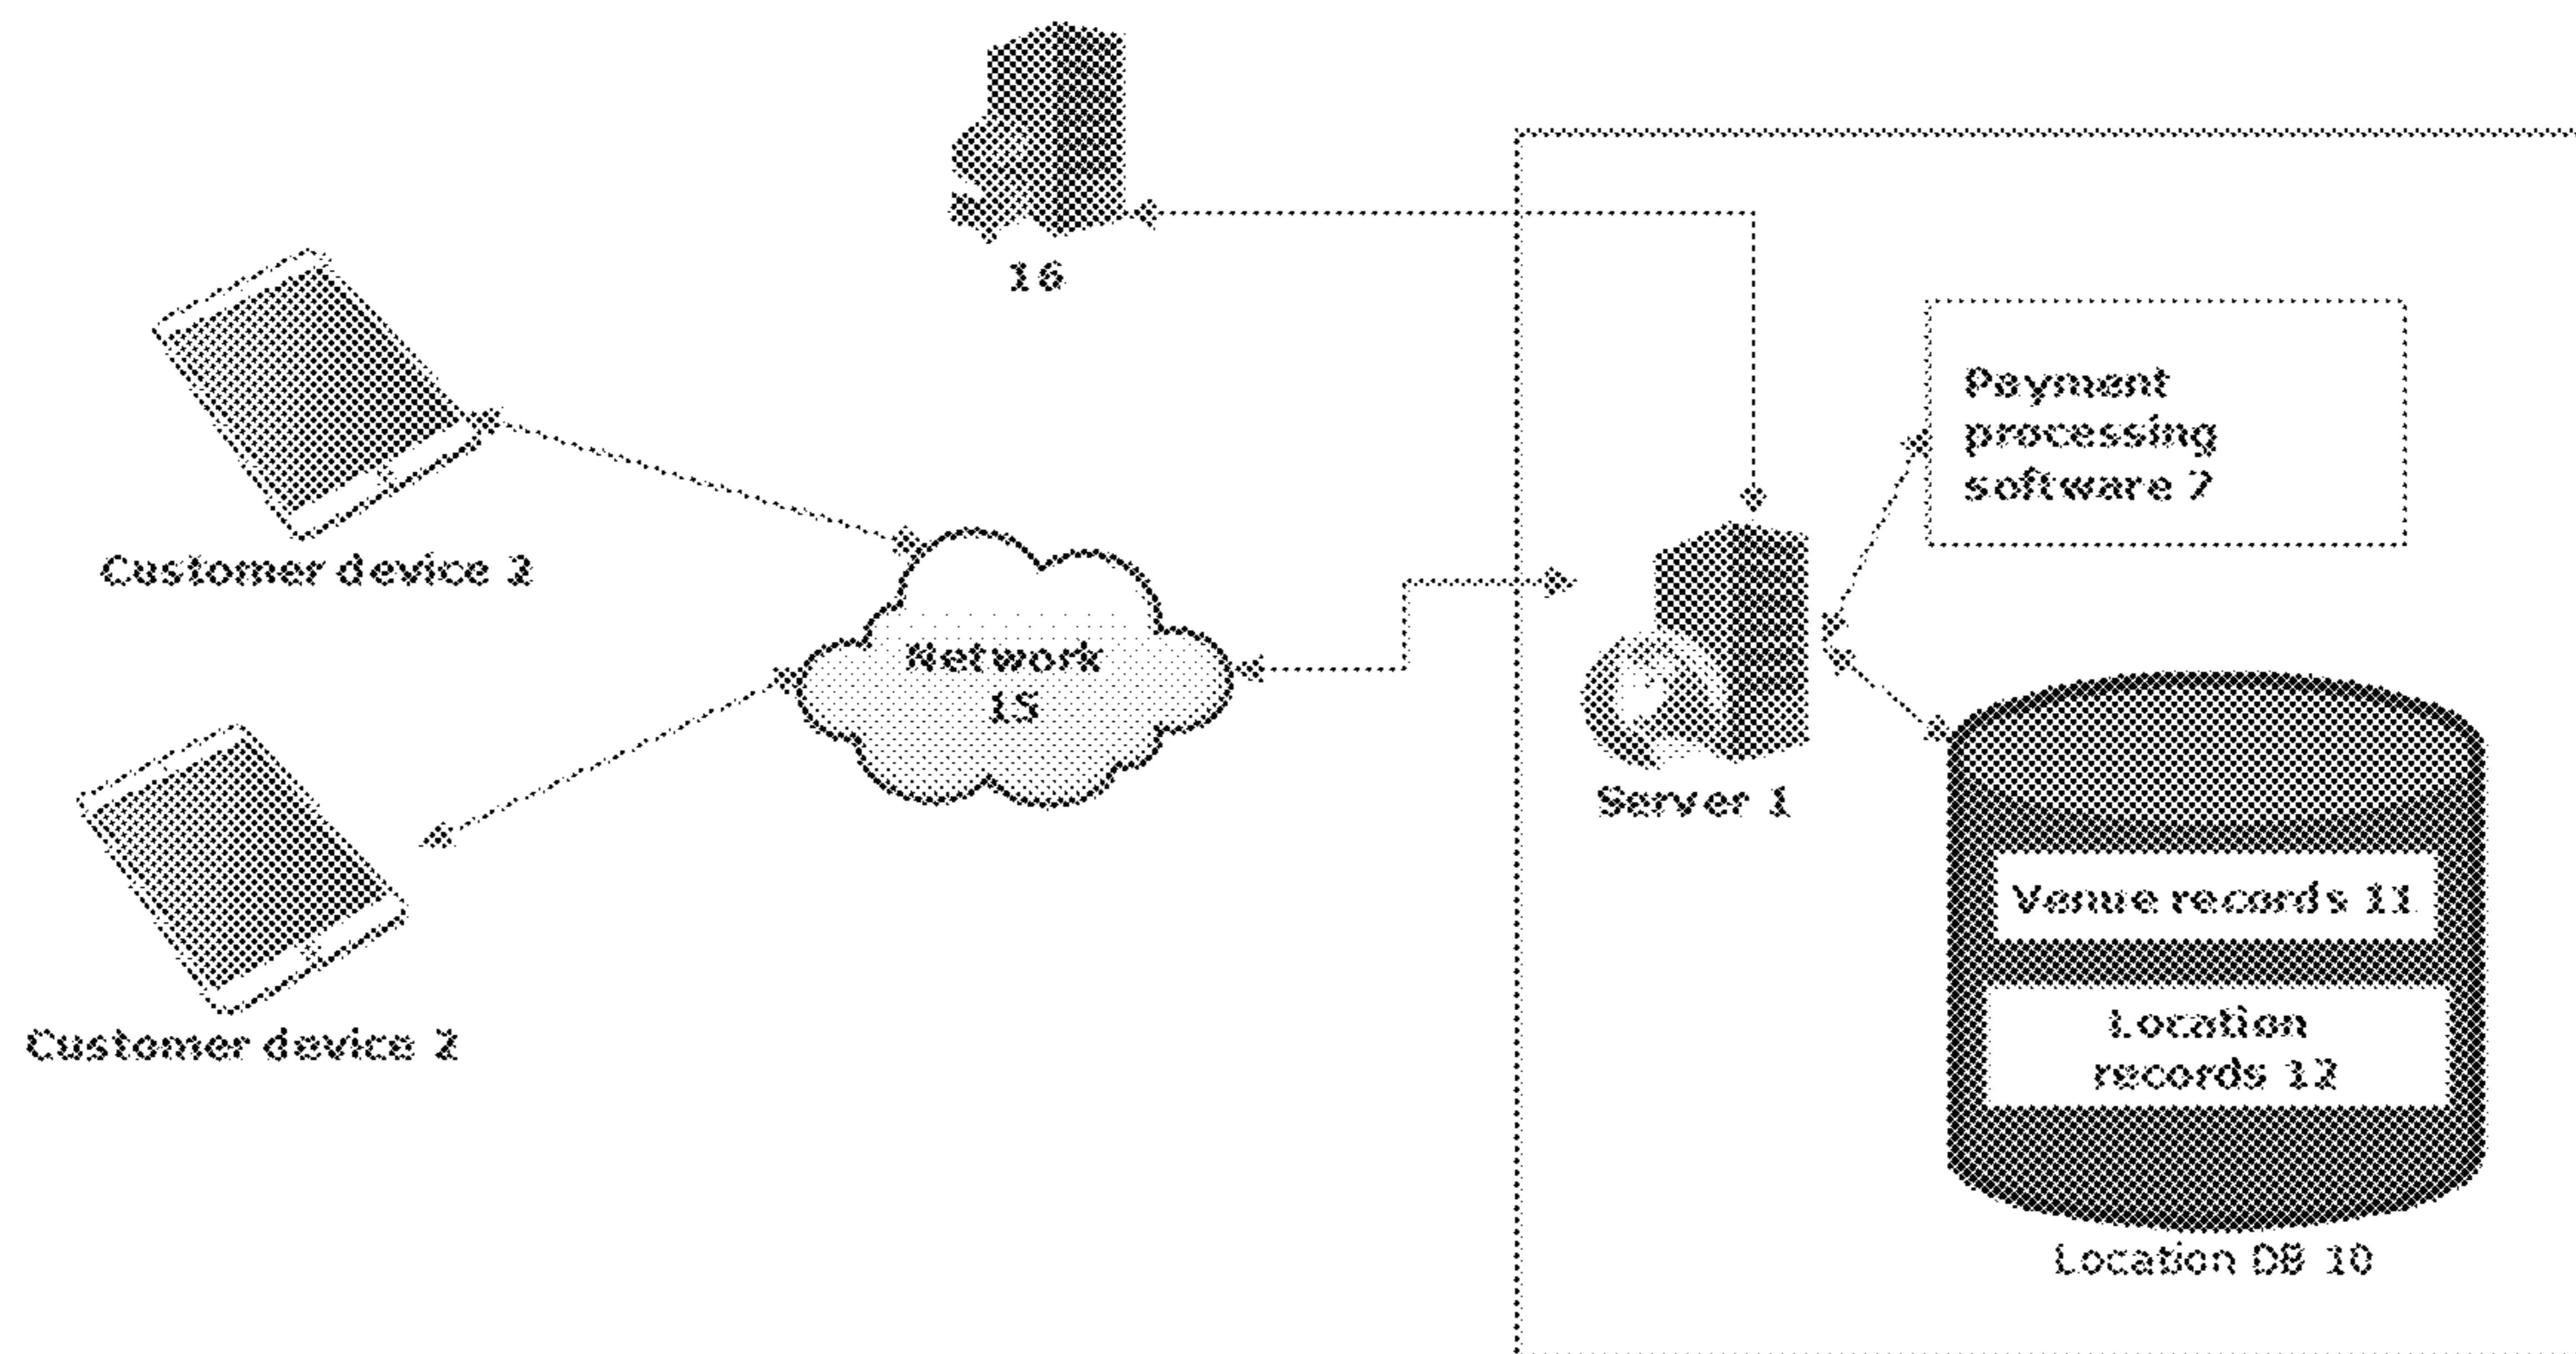 16
Payment
processing
software 7
Customer device 2
Network
15
Server 1
Venue records 11
Location
records 12
Customer device 2
Location DB 10